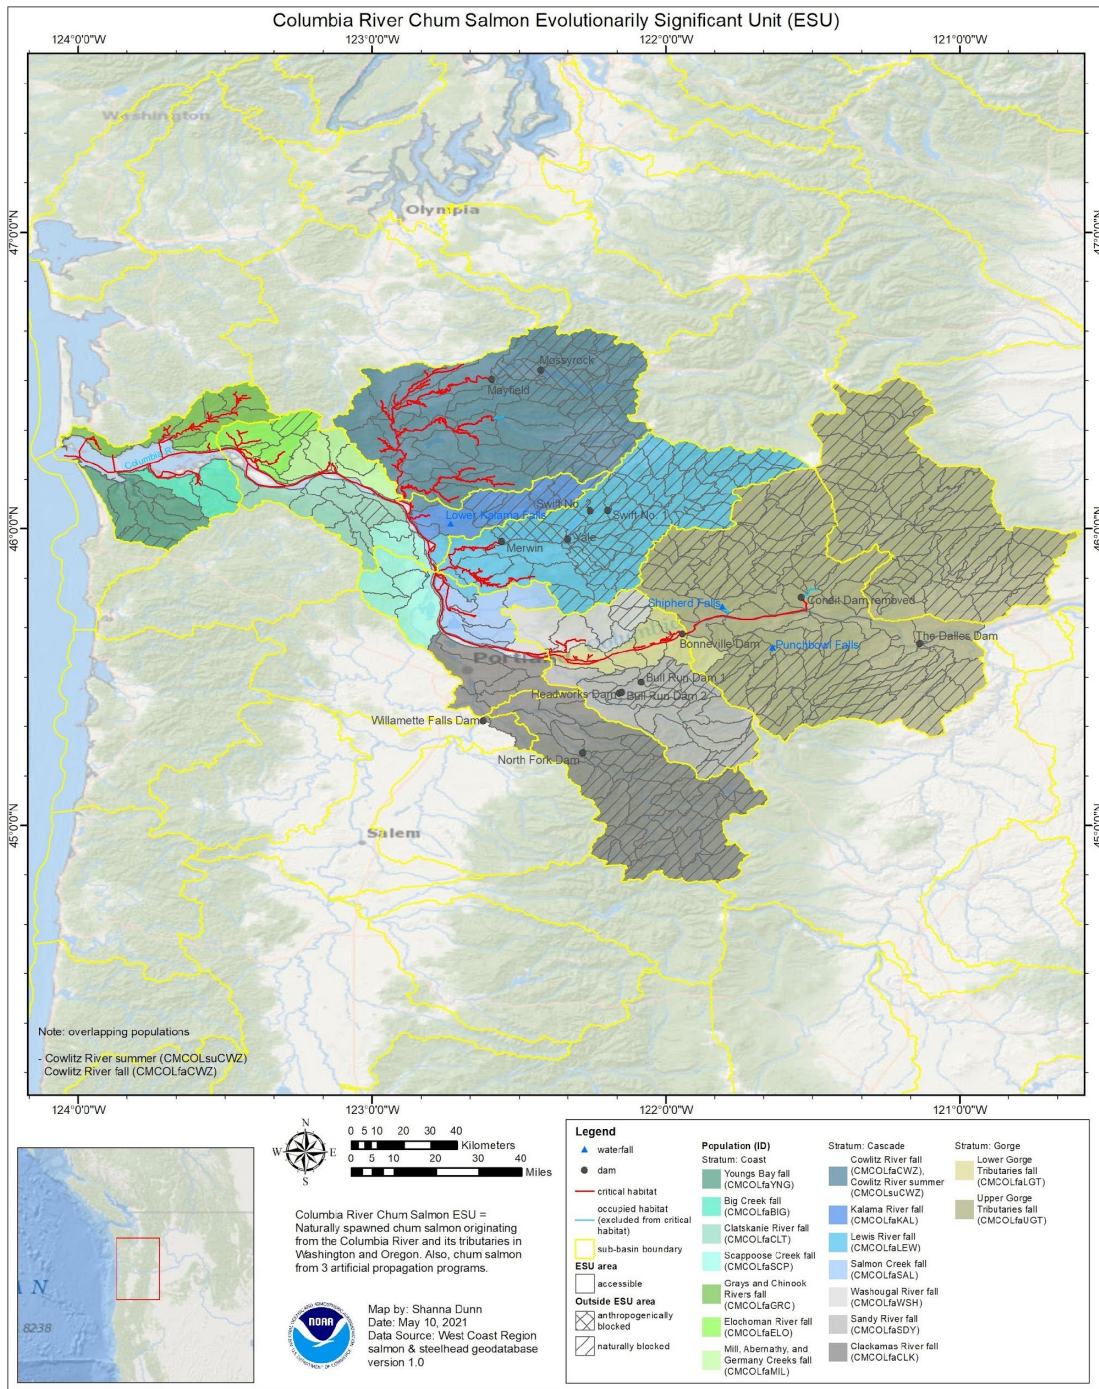 Columbia River Chum Salmon Evolutionarily Significant Unit (ESU)
124°0'0"W
123°0'0"W
122°0'0"W
121°0'0"W
47°0'0"N
47°0'0"N
46°0'0"N
46°0'0"N
45°0'0"N
45°0'0"N
Washington
Olympia
Mossyrock
Mayfield
Columbia R
Swift No.
Swift No. 1
Lower Kalama Falls
Merwin
Yale
Shipherd Falls
Condit Dam removed
Columbia
Bonneville Dam
Punchbowl Falls
The Dalles Dam
Portland
Bull Run Dam 1
Headworks Dam
Bull Run Dam 2
Willamette Falls Dam
North Fork Dam
Salem
Note: overlapping populations
- Cowlitz River summer (CMCOLsuCWZ)
Cowlitz River fall (CMCOLfaCWZ)
124°0'0"W
123°0'0"W
122°0'0"W
121°0'0"W
N
W
E
S
0 5 10 20 30 40
Kilometers
0 5 10 20 30 40
Miles
Columbia River Chum Salmon ESU =
Naturally spawned chum salmon originating
from the Columbia River and its tributaries in
Washington and Oregon. Also, chum salmon
from 3 artificial propagation programs.
NOAA
Map by: Shanna Dunn
Date: May 10, 2021
Data Source: West Coast Region
salmon & steelhead geodatabase
version 1.0
A N
8238
Legend
waterfall
dam
critical habitat
occupied habitat
(excluded from critical
habitat)
sub-basin boundary
ESU area
accessible
Outside ESU area
anthropogenically
blocked
naturally blocked
Population (ID)
Stratum: Coast
Youngs Bay fall
(CMCOLfaYNG)
Big Creek fall
(CMCOLfaBIG)
Clatskanie River fall
(CMCOLfaCLT)
Scappoose Creek fall
(CMCOLfaSCP)
Grays and Chinook
Rivers fall
(CMCOLfaGRC)
Elochoman River fall
(CMCOLfaELO)
Mill, Abernathy, and
Germany Creeks fall
(CMCOLfaMIL)
Stratum: Cascade
Cowlitz River fall
(CMCOLfaCWZ),
Cowlitz River summer
(CMCOLsuCWZ)
Kalama River fall
(CMCOLfaKAL)
Lewis River fall
(CMCOLfaLEW)
Salmon Creek fall
(CMCOLfaSAL)
Washougal River fall
(CMCOLfaWSH)
Sandy River fall
(CMCOLfaSDY)
Clackamas River fall
(CMCOLfaCLK)
Stratum: Gorge
Lower Gorge
Tributaries fall
(CMCOLfaLGT)
Upper Gorge
Tributaries fall
(CMCOLfaUGT)